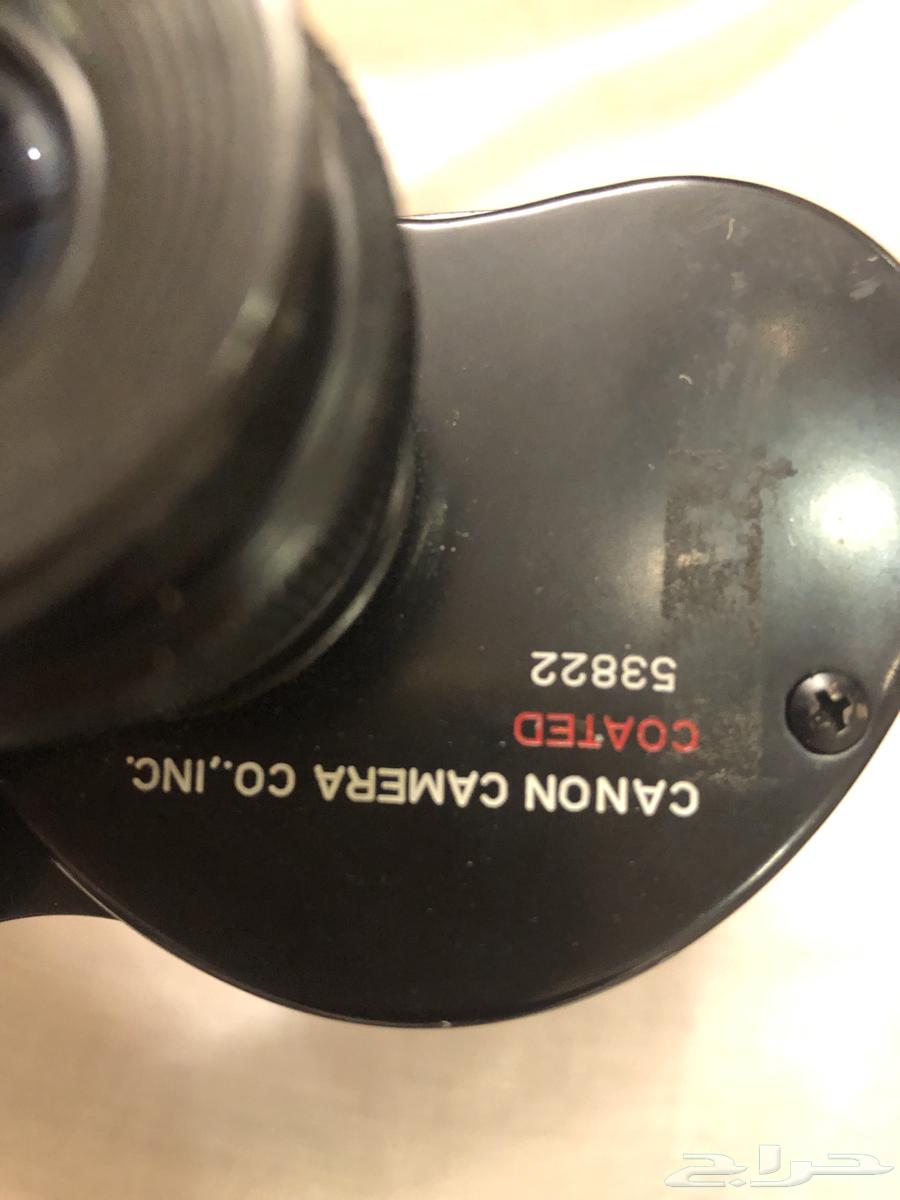 CANON CAMERA CO.,INC.
COATED
53822
حراج